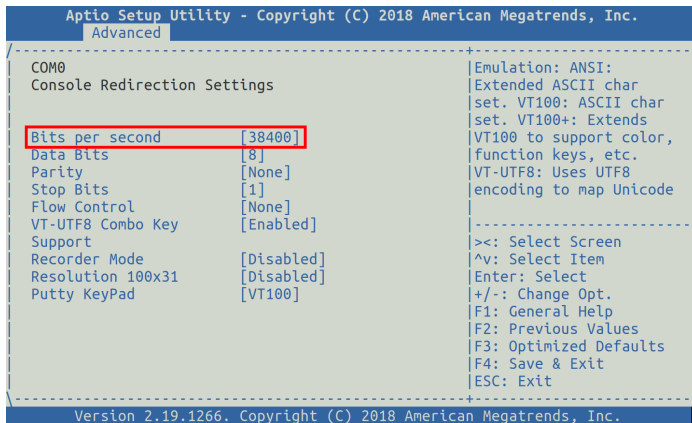 Aptio Setup Utility - Copyright (C) 2018 American Megatrends, Inc.
Advanced
/------------------------------------------------------+--------------------------
COM0
Console Redirection Settings
Bits per second [38400]
Data Bits [8]
Parity [None]
Stop Bits [1]
Flow Control [None]
VT-UTF8 Combo Key [Enabled]
Support
Recorder Mode [Disabled]
Resolution 100x31 [Disabled]
Putty KeyPad [VT100]
Emulation: ANSI:
Extended ASCII char
set. VT100: ASCII char
set. VT100+: Extends
VT100 to support color,
function keys, etc.
VT-UTF8: Uses UTF8
encoding to map Unicode
><: Select Screen
^v: Select Item
Enter: Select
+/-: Change Opt.
F1: General Help
F2: Previous Values
F3: Optimized Defaults
F4: Save & Exit
ESC: Exit
Version 2.19.1266. Copyright (C) 2018 American Megatrends, Inc.